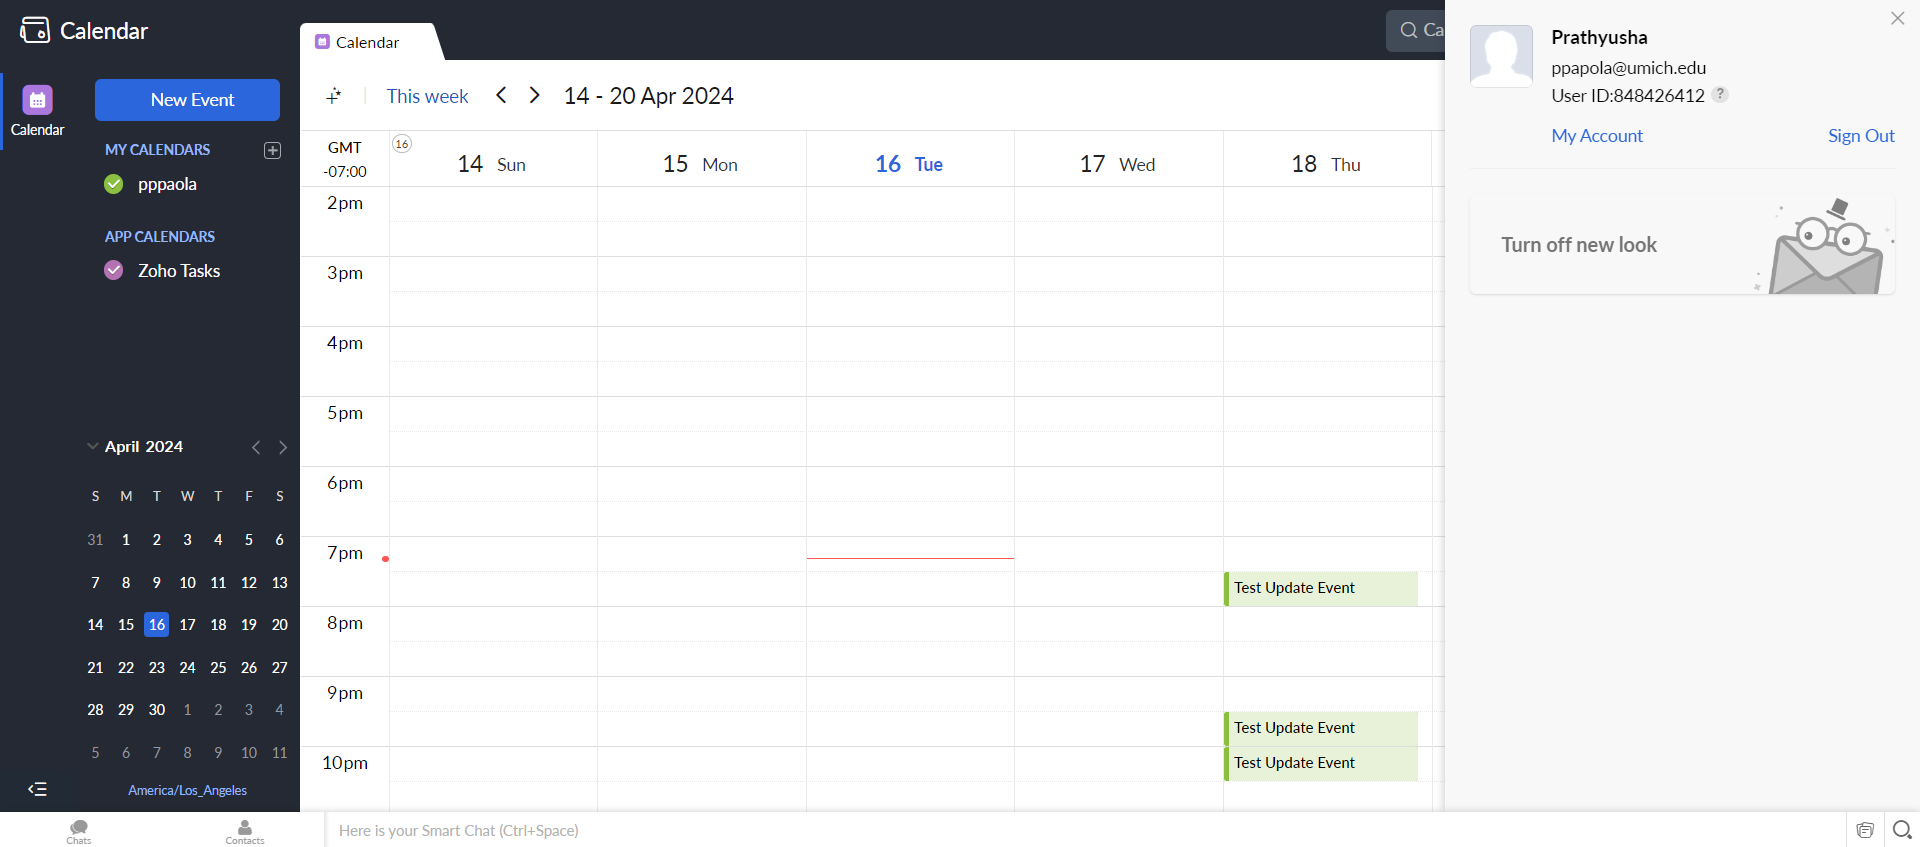 Calendar
Calendar
New Event
MY CALENDARS
pppaola
APP CALENDARS
Zoho Tasks
April 2024
S M T W T F S
31 1 2 3 4 5 6
7 8 9 10 11 12 13
14 15 16 17 18 19 20
21 22 23 24 25 26 27
28 29 30 1 2 3 4
5 6 7 8 9 10 11
America/Los_Angeles
Calendar
Ca
This week
14 - 20 Apr 2024
GMT
-07:00
16
14 Sun
15 Mon
16 Tue
17 Wed
18 Thu
2pm
3pm
4pm
5pm
6pm
7pm
Test Update Event
8pm
9pm
Test Update Event
10pm
Test Update Event
Prathyusha
ppapola@umich.edu
User ID:848426412 ?
My Account
Sign Out
Turn off new look
Chats
Contacts
Here is your Smart Chat (Ctrl+Space)